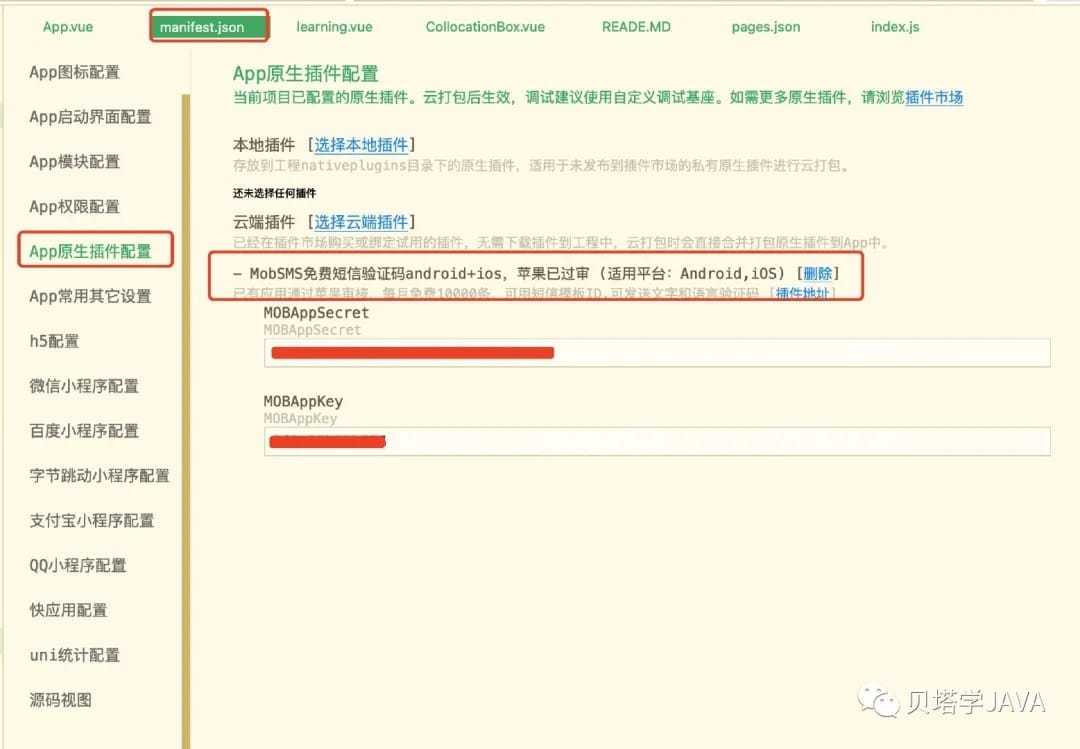 App.vue manifest.json learning.vue CollocationBox.vue READE.MD pages.json index.js
App图标配置
App启动界面配置
App模块配置
App权限配置
App原生插件配置
App常用其它设置
h5配置
微信小程序配置
百度小程序配置
字节跳动小程序配置
支付宝小程序配置
QQ小程序配置
快应用配置
uni统计配置
源码视图
App原生插件配置
当前项目已配置的原生插件。云打包后生效，调试建议使用自定义调试基座。如需更多原生插件，请浏览插件市场
本地插件 [选择本地插件]
存放到工程nativeplugins目录下的原生插件，适用于未发布到插件市场的私有原生插件进行云打包。
还未选择任何插件
云端插件 [选择云端插件]
已经在插件市场购买或绑定试用的插件，无需下载插件到工程中，云打包时会直接合并打包原生插件到App中。
– MobSMS免费短信验证码android+ios，苹果已过审（适用平台：Android,iOS）[删除]
已有应用通过苹果审核，每月免费10000条，可用短信模板ID,可发送文字和语言验证码 [插件地址]
MOBAppSecret
MOBAppSecret
MOBAppKey
MOBAppKey
贝塔学JAVA